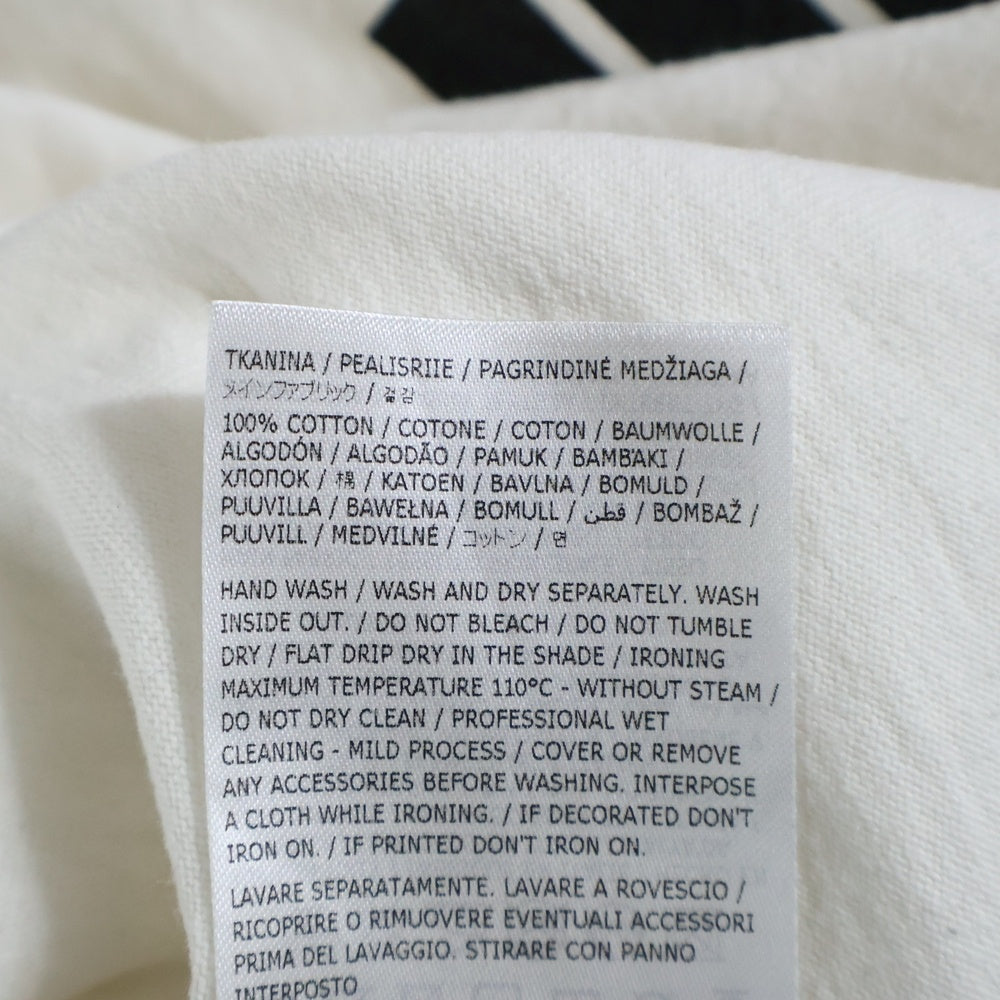 TKANINA / PEALISRIIE / PAGRINDINĖ MEDŽIAGA /
メインファブリック / 겉감
100% COTTON / COTONE / COTON / BAUMWOLLE /
ALGODÓN / ALGODÃO / PAMUK / BAMBAKI /
ХЛОПОК / 棉 / KATOEN / BAVLNA / BOMULD /
PUUVILLA / BAWEŁNA / BOMULL / قطن / BOMBAŽ /
PUUVILL / MEDVILNĖ / コットン / 면
HAND WASH / WASH AND DRY SEPARATELY. WASH
INSIDE OUT. / DO NOT BLEACH / DO NOT TUMBLE
DRY / FLAT DRIP DRY IN THE SHADE / IRONING
MAXIMUM TEMPERATURE 110°C - WITHOUT STEAM /
DO NOT DRY CLEAN / PROFESSIONAL WET
CLEANING - MILD PROCESS / COVER OR REMOVE
ANY ACCESSORIES BEFORE WASHING. INTERPOSE
A CLOTH WHILE IRONING. / IF DECORATED DON'T
IRON ON. / IF PRINTED DON'T IRON ON.
LAVARE SEPARATAMENTE. LAVARE A ROVESCIO /
RICOPRIRE O RIMUOVERE EVENTUALI ACCESSORI
PRIMA DEL LAVAGGIO. STIRARE CON PANNO
INTERPOSTO